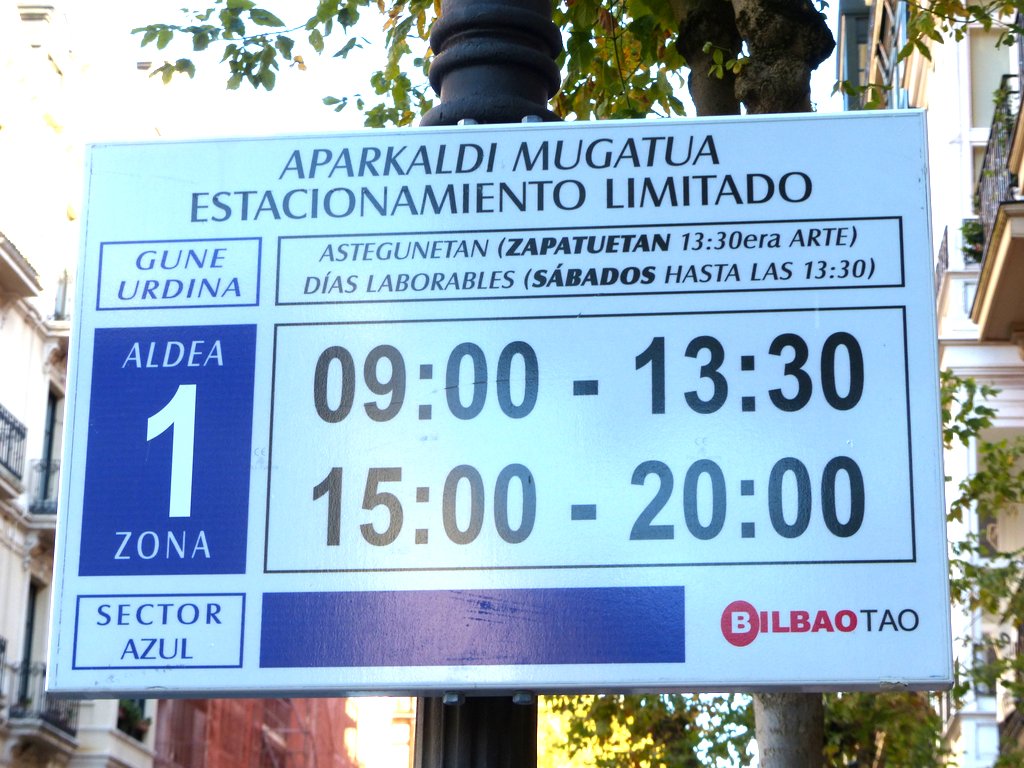 APARKALDI MUGATUA
ESTACIONAMIENTO LIMITADO
GUNE
URDINA
ASTEGUNETAN (ZAPATUETAN 13:30era ARTE)
DÍAS LABORABLES (SÁBADOS HASTA LAS 13:30)
ALDEA
1
ZONA
09:00 - 13:30
15:00 - 20:00
SECTOR
AZUL
BILBAOTAO